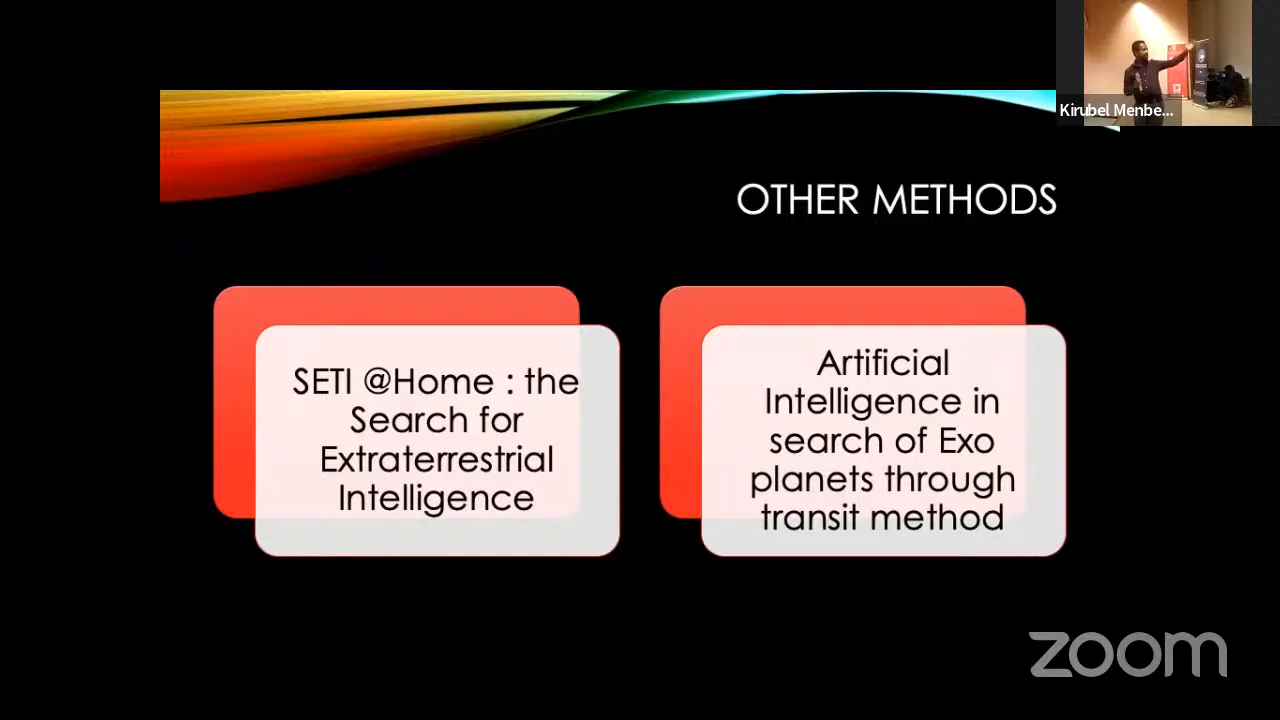 Kirubel Menbe...
OTHER METHODS
SETI @Home : the
Search for
Extraterrestrial
Intelligence
Artificial
Intelligence in
search of Exo
planets through
transit method
zoom